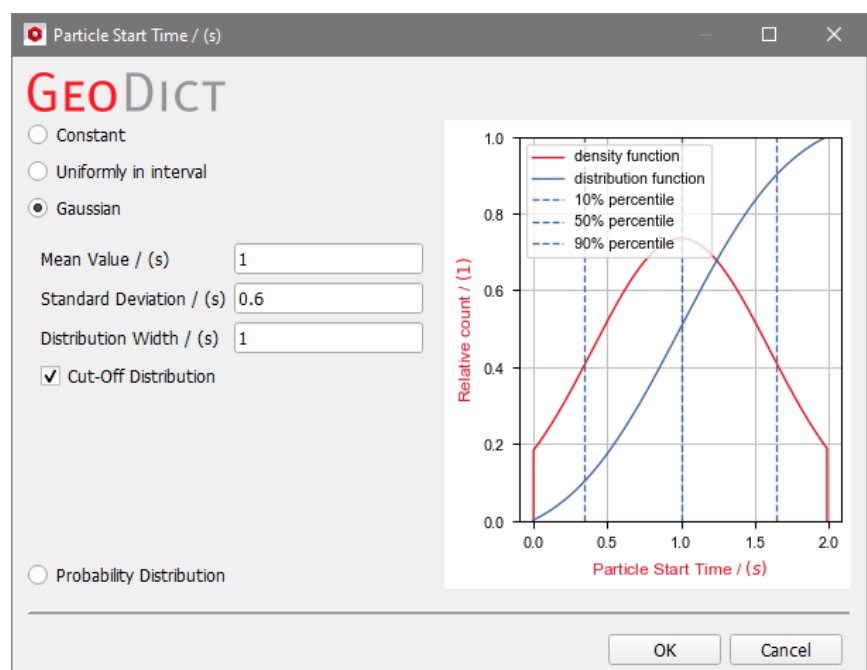 Particle Start Time / (s)
GEODICT
Constant
Uniformly in interval
Gaussian
Mean Value / (s)
1
Standard Deviation / (s)
0.6
Distribution Width / (s)
1
Cut-Off Distribution
Probability Distribution
density function
distribution function
10% percentile
50% percentile
90% percentile
Relative count / (1)
1.0
0.8
0.6
0.4
0.2
0.0
0.0 0.5 1.0 1.5 2.0
Particle Start Time / (s)
OK
Cancel